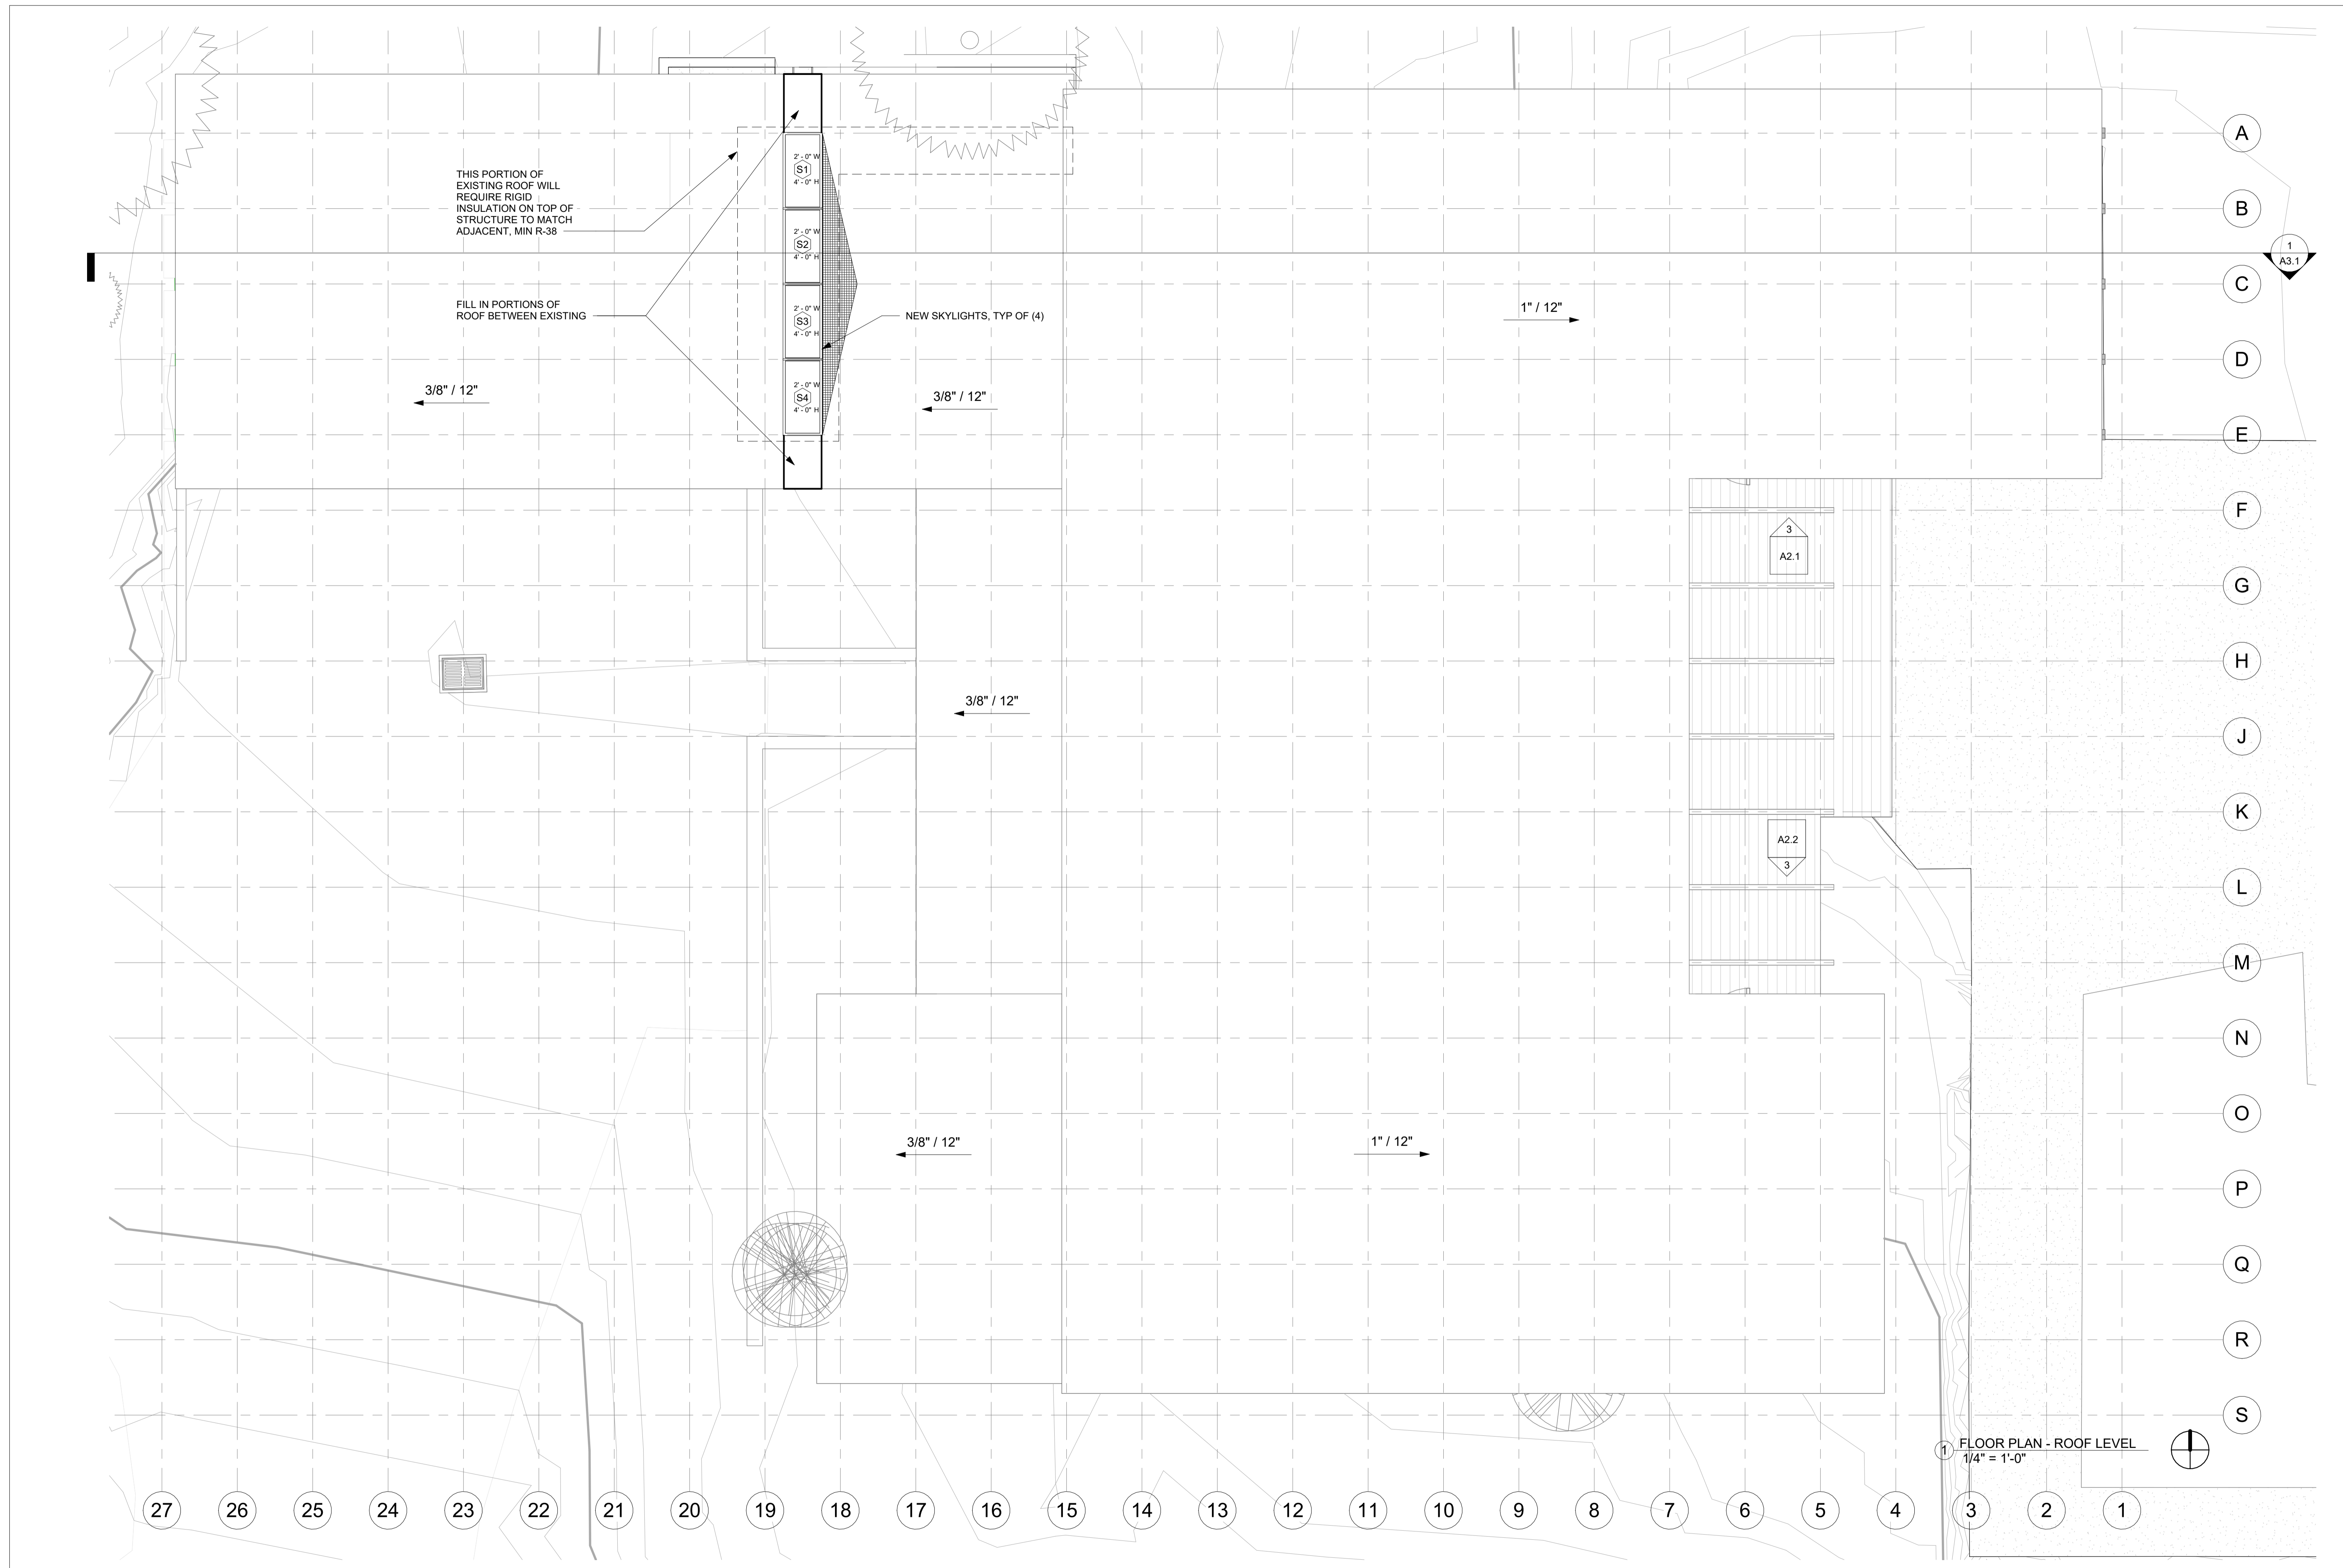 A
THIS PORTION OF
EXISTING ROOF WILL
REQUIRE RIGID
INSULATION ON TOP OF
STRUCTURE TO MATCH
ADJACENT, MIN R-38
2' - 0" W
S1
4' - 0" H
B
2' - 0" W
S2
4' - 0" H
1
A3.1
C
FILL IN PORTIONS OF
ROOF BETWEEN EXISTING
2' - 0" W
S3
4' - 0" H
NEW SKYLIGHTS, TYP OF (4)
1" / 12"
D
3/8" / 12"
2' - 0" W
S4
4' - 0" H
3/8" / 12"
E
F
3
A2.1
G
H
3/8" / 12"
J
K
A2.2
3
L
M
N
O
3/8" / 12"
1" / 12"
P
Q
R
S
1 FLOOR PLAN - ROOF LEVEL
1/4" = 1'-0"
27 26 25 24 23 22 21 20 19 18 17 16 15 14 13 12 11 10 9 8 7 6 5 4 3 2 1